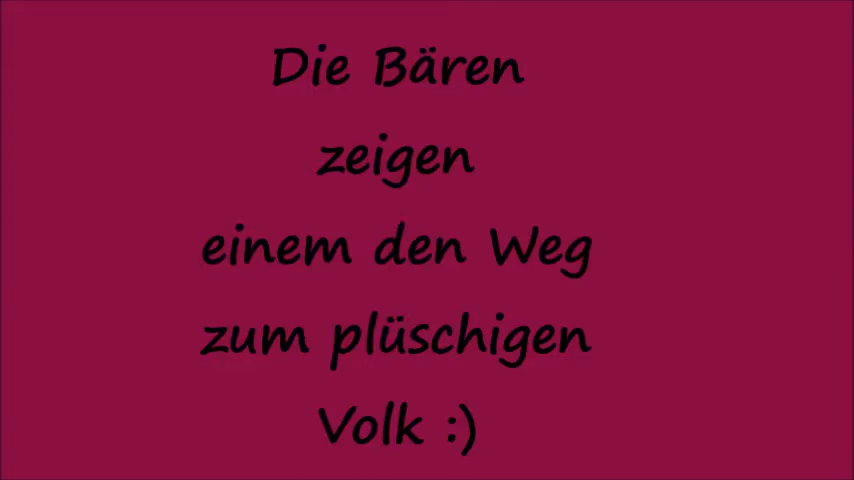 Die Bären
zeigen
einem den Weg
zum plüschigen
Volk :)